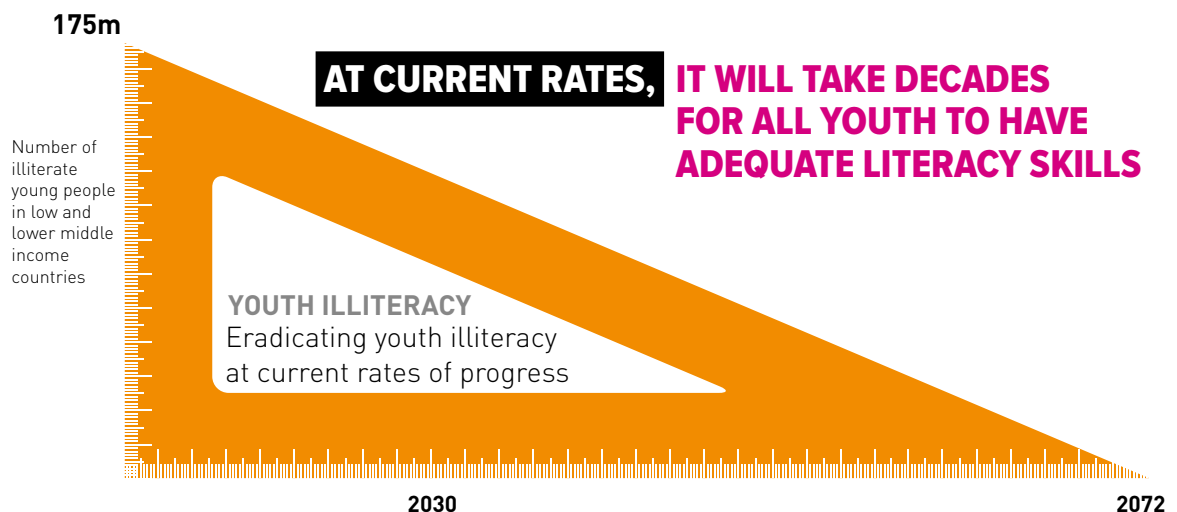 175m
AT CURRENT RATES, IT WILL TAKE DECADES
FOR ALL YOUTH TO HAVE
ADEQUATE LITERACY SKILLS
Number of
illiterate
young people
in low and
lower middle
income
countries
YOUTH ILLITERACY
Eradicating youth illiteracy
at current rates of progress
2030
2072